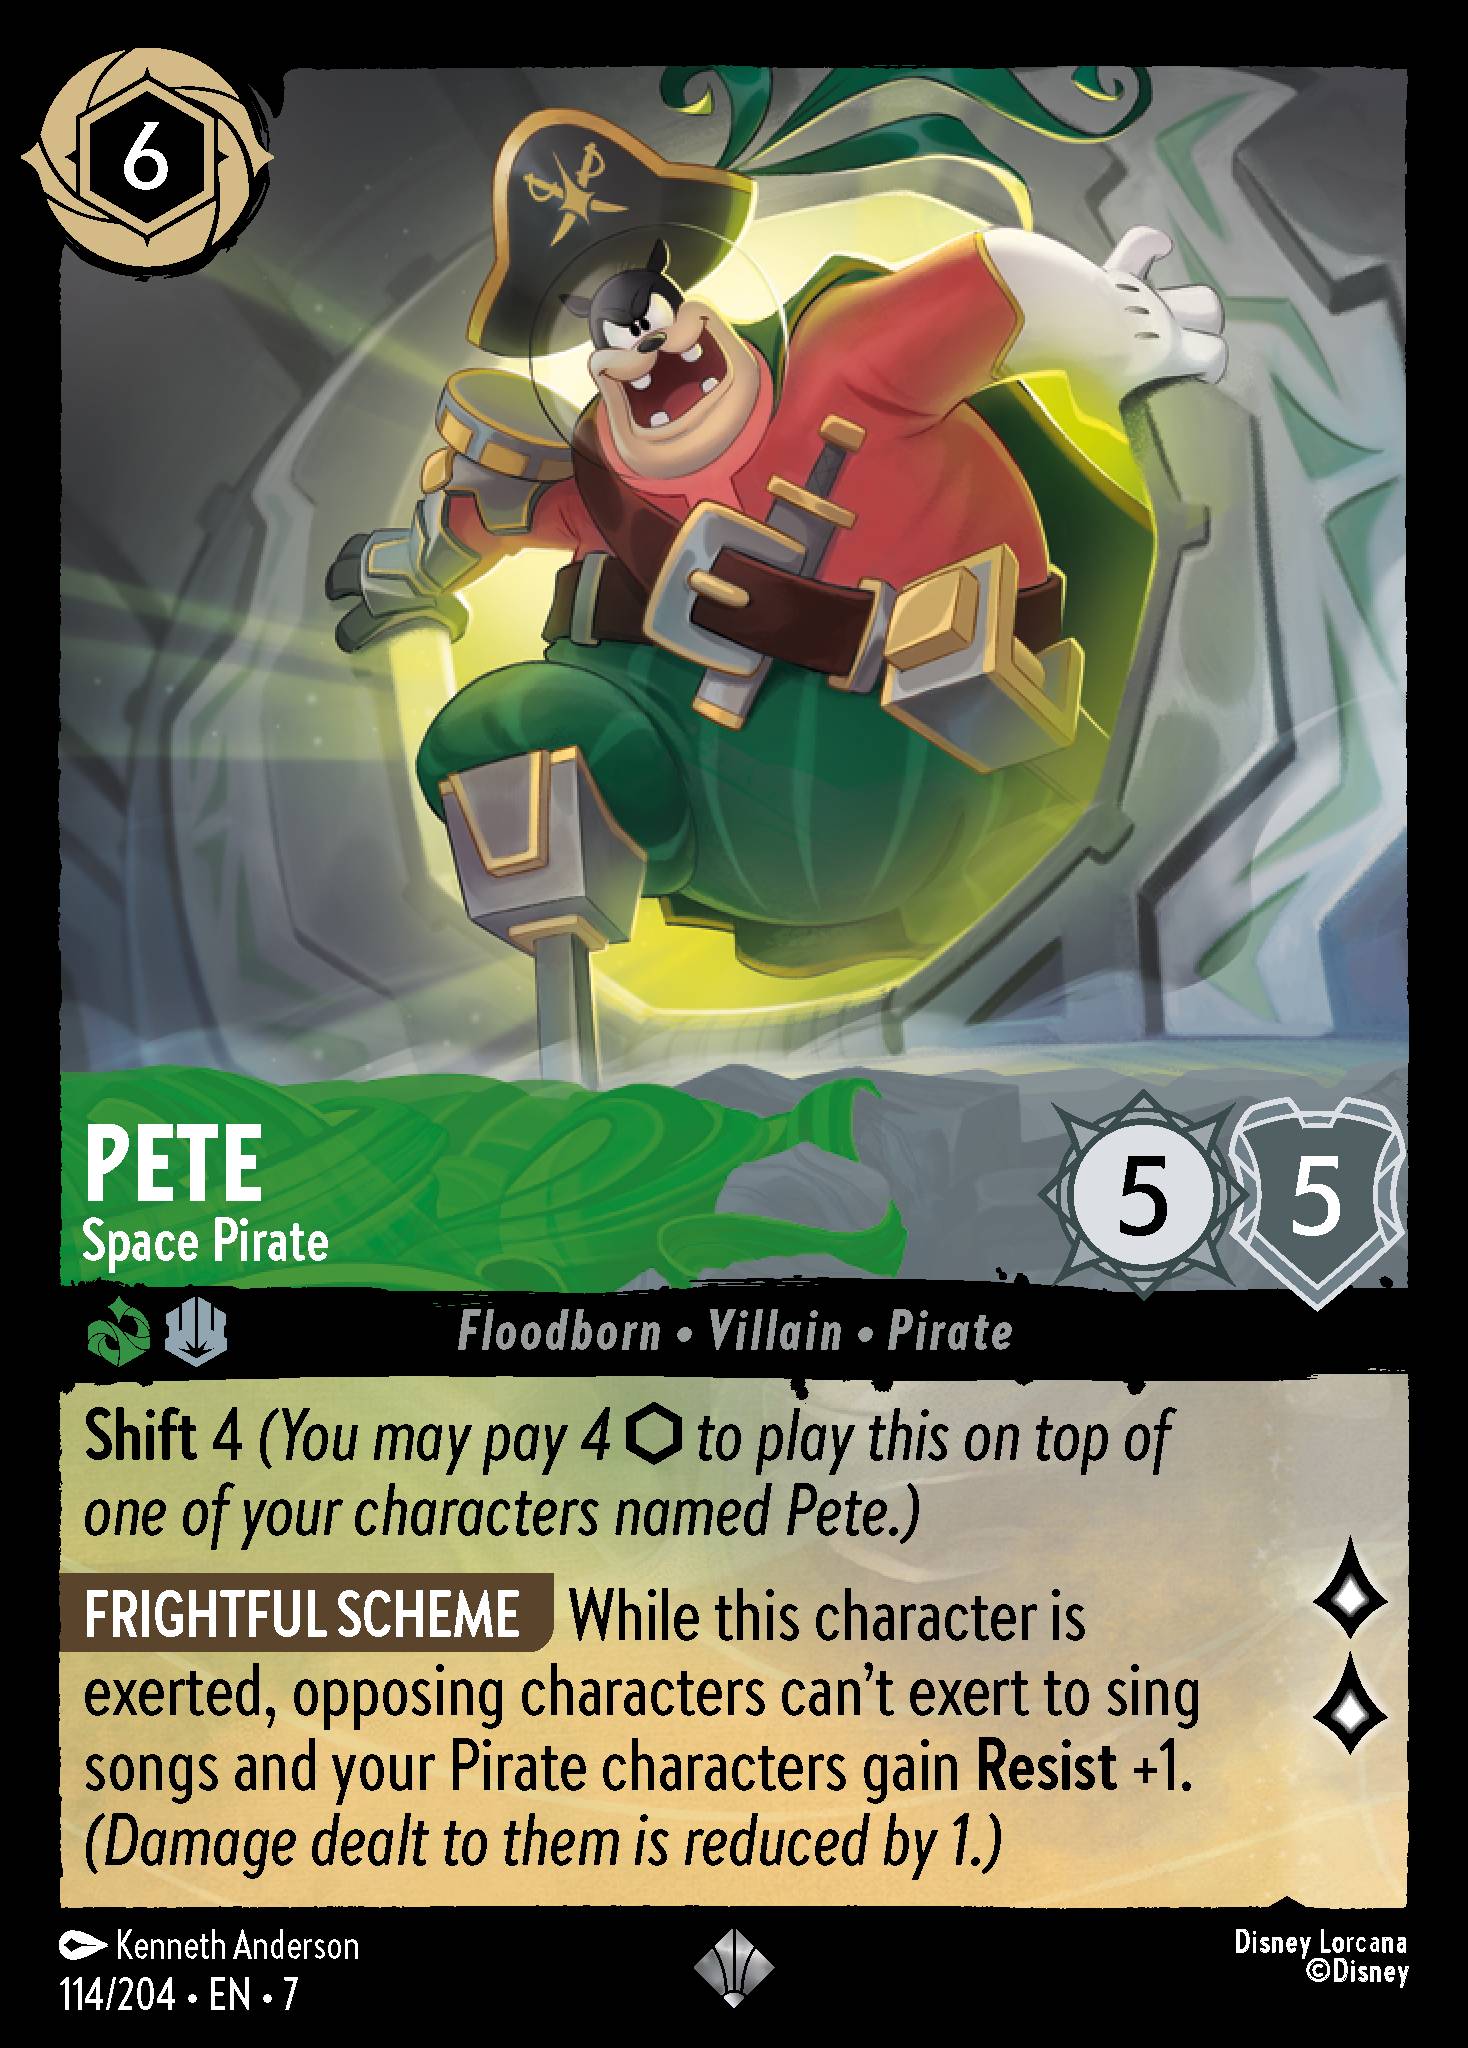 6
PETE
Space Pirate
5 5
Floodborn • Villain • Pirate
Shift 4 (You may pay 4 ⬡ to play this on top of
one of your characters named Pete.)
FRIGHTFUL SCHEME While this character is
exerted, opposing characters can't exert to sing
songs and your Pirate characters gain Resist +1.
(Damage dealt to them is reduced by 1.)
Kenneth Anderson
114/204 • EN • 7
Disney Lorcana
©Disney